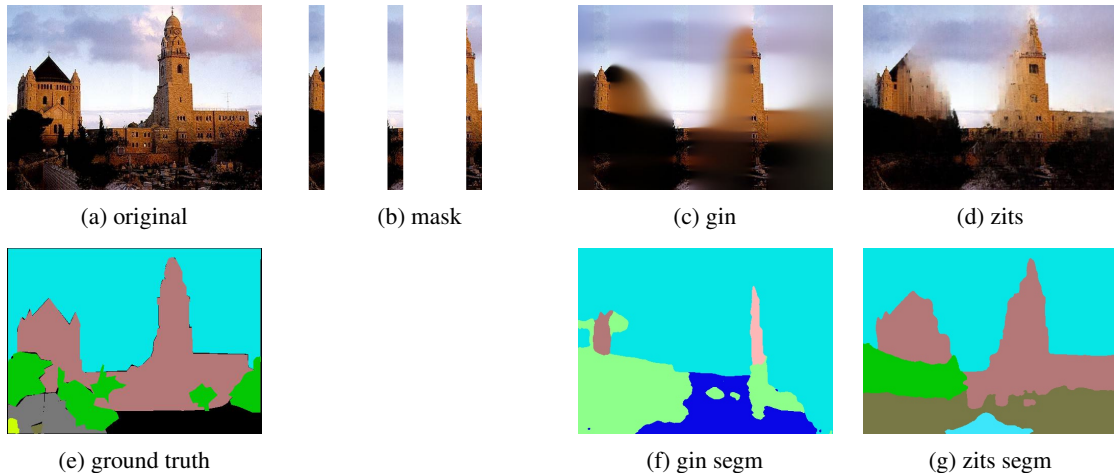 (a) original
(b) mask
(c) gin
(d) zits
(e) ground truth
(f) gin segm
(g) zits segm